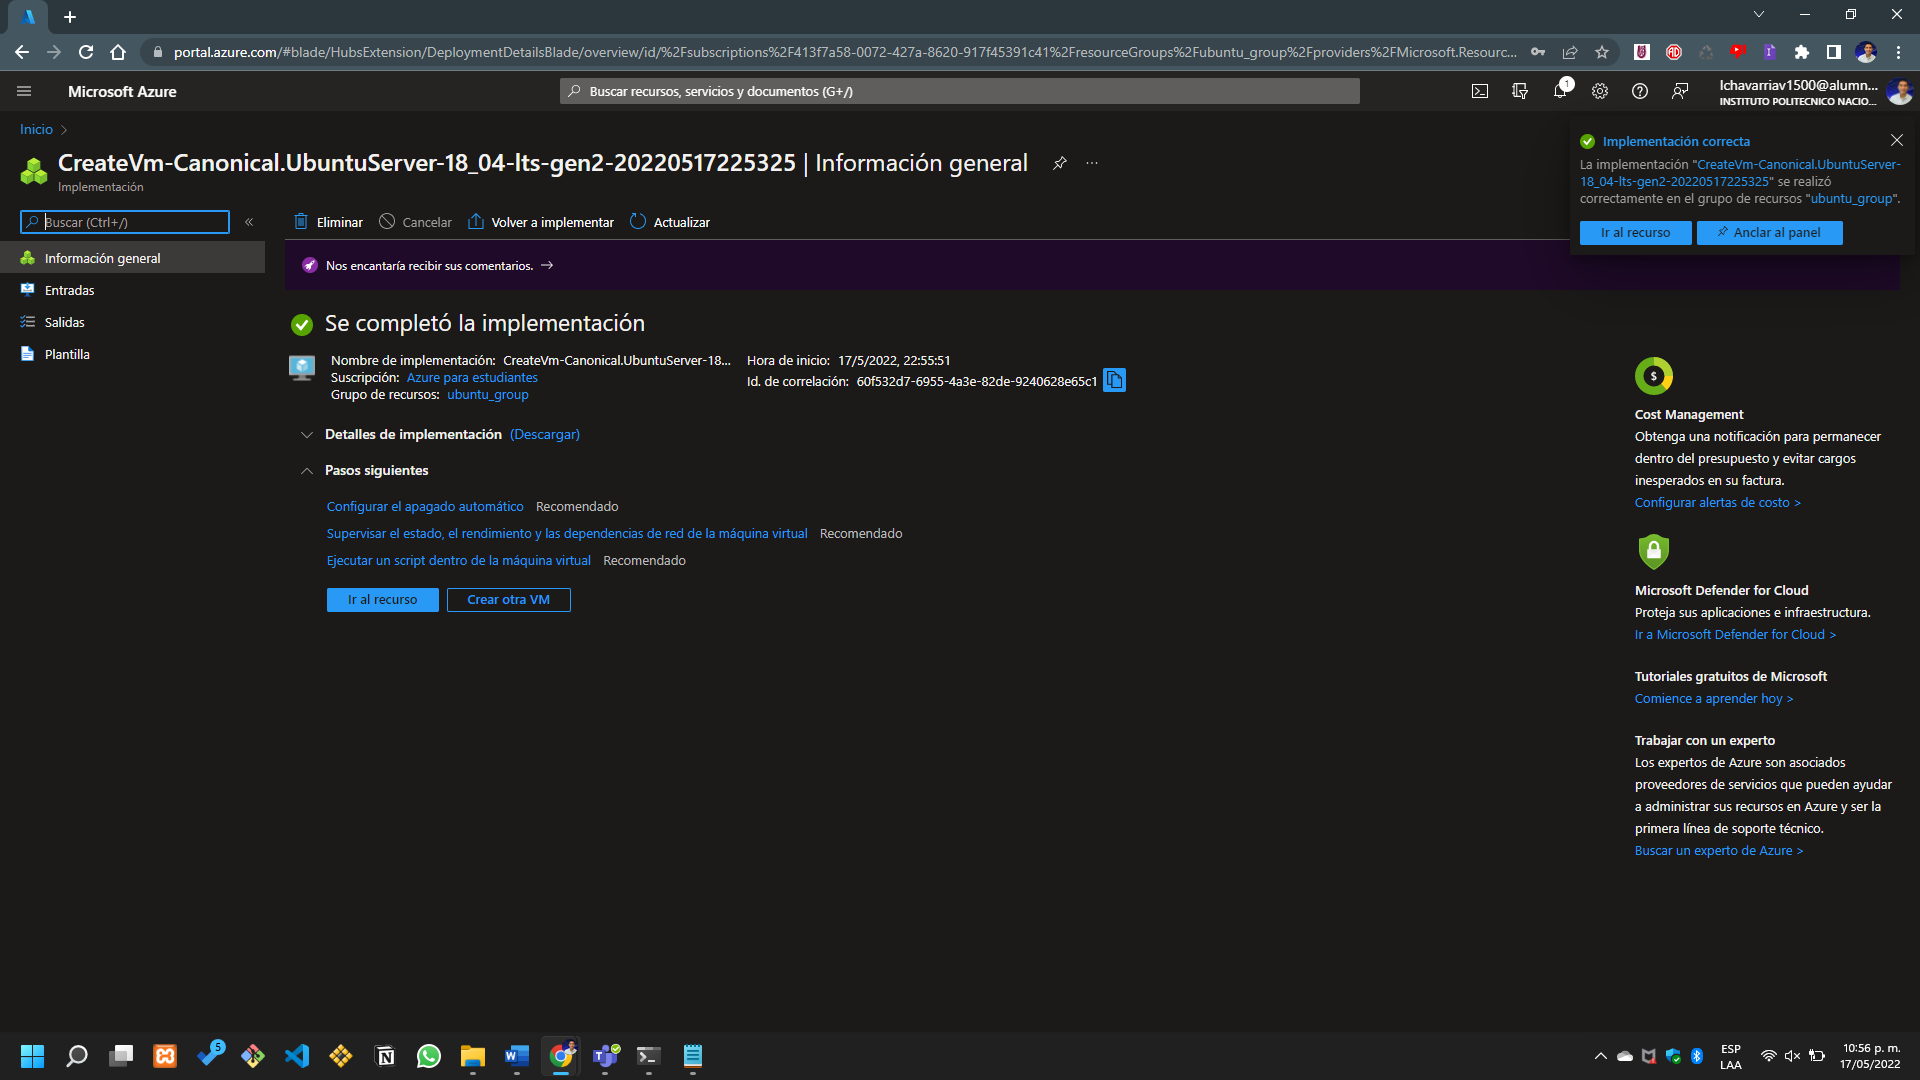 portal.azure.com/#blade/HubsExtension/DeploymentDetailsBlade/overview/id/%2Fsubscriptions%2F413f7a58-0072-427a-8620-917f45391c41%2FresourceGroups%2Fubuntu_group%2Fproviders%2FMicrosoft.Resourc...
Microsoft Azure
Buscar recursos, servicios y documentos (G+/)
1
lchavarriav1500@alumn...
INSTITUTO POLITECNICO NACIO...
Inicio >
CreateVm-Canonical.UbuntuServer-18_04-lts-gen2-20220517225325 | Información general
Implementación
Implementación correcta
La implementación "CreateVm-Canonical.UbuntuServer-
18_04-lts-gen2-20220517225325" se realizó
correctamente en el grupo de recursos "ubuntu_group".
Ir al recurso
Anclar al panel
Buscar (Ctrl+/)
Información general
Entradas
Salidas
Plantilla
Eliminar
Cancelar
Volver a implementar
Actualizar
Nos encantaría recibir sus comentarios. →
Se completó la implementación
Nombre de implementación: CreateVm-Canonical.UbuntuServer-18...
Suscripción: Azure para estudiantes
Grupo de recursos: ubuntu_group
Hora de inicio: 17/5/2022, 22:55:51
Id. de correlación: 60f532d7-6955-4a3e-82de-9240628e65c1
Detalles de implementación (Descargar)
Pasos siguientes
Configurar el apagado automático Recomendado
Supervisar el estado, el rendimiento y las dependencias de red de la máquina virtual Recomendado
Ejecutar un script dentro de la máquina virtual Recomendado
Ir al recurso
Crear otra VM
Cost Management
Obtenga una notificación para permanecer
dentro del presupuesto y evitar cargos
inesperados en su factura.
Configurar alertas de costo >
Microsoft Defender for Cloud
Proteja sus aplicaciones e infraestructura.
Ir a Microsoft Defender for Cloud >
Tutoriales gratuitos de Microsoft
Comience a aprender hoy >
Trabajar con un experto
Los expertos de Azure son asociados
proveedores de servicios que pueden ayudar
a administrar sus recursos en Azure y ser la
primera línea de soporte técnico.
Buscar un experto de Azure >
5
ESP
LAA
10:56 p. m.
17/05/2022